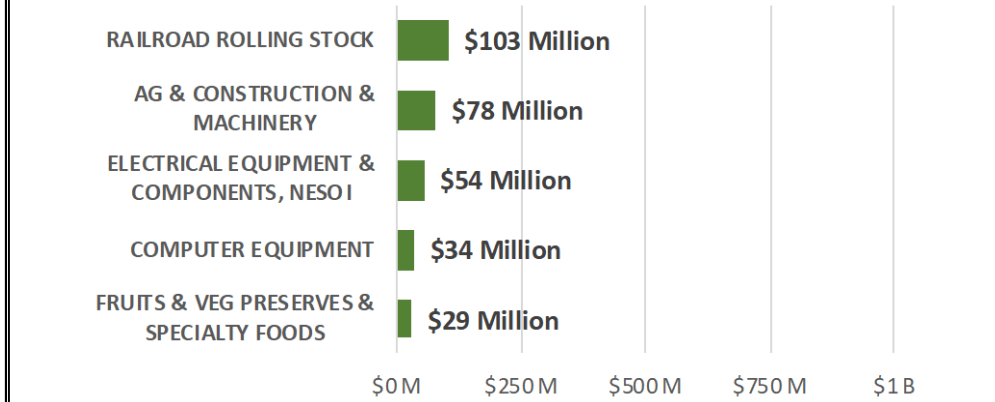 RAILROAD ROLLING STOCK
$103 Million
AG & CONSTRUCTION &
MACHINERY
$78 Million
ELECTRICAL EQUIPMENT &
COMPONENTS, NESOI
$54 Million
COMPUTER EQUIPMENT
$34 Million
FRUITS & VEG PRESERVES &
SPECIALTY FOODS
$29 Million
$0 M $250 M $500 M $750 M $1 B